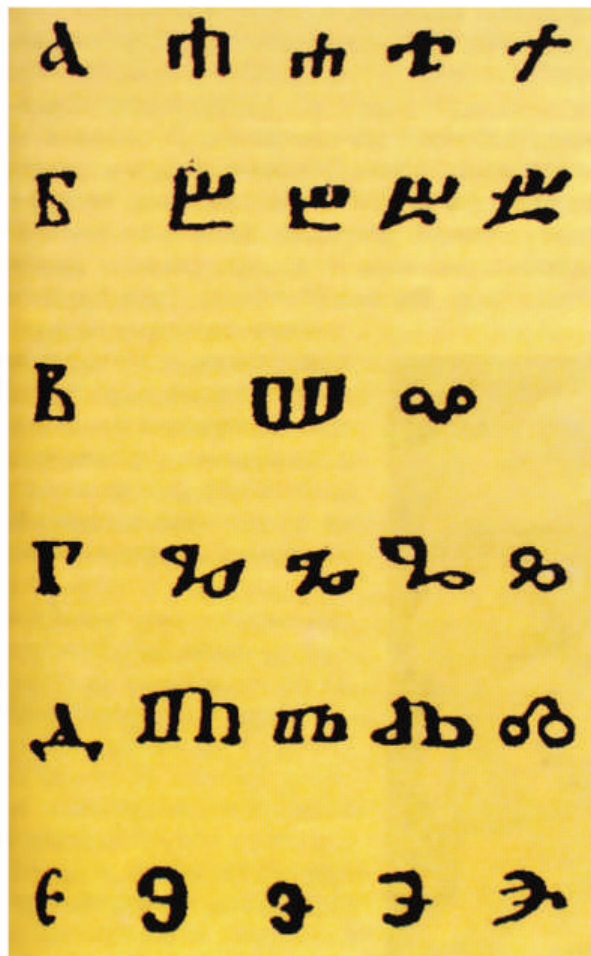 А Ⰰ Ⰰ Ⰰ Ⰰ
Б Ⰱ Ⰱ Ⰱ Ⰱ
В Ⰲ Ⰲ
Г Ⰳ Ⰳ Ⰳ Ⰳ
Д Ⰴ Ⰴ Ⰴ Ⰴ
Є Ⰵ Ⰵ Ⰵ Ⰵ